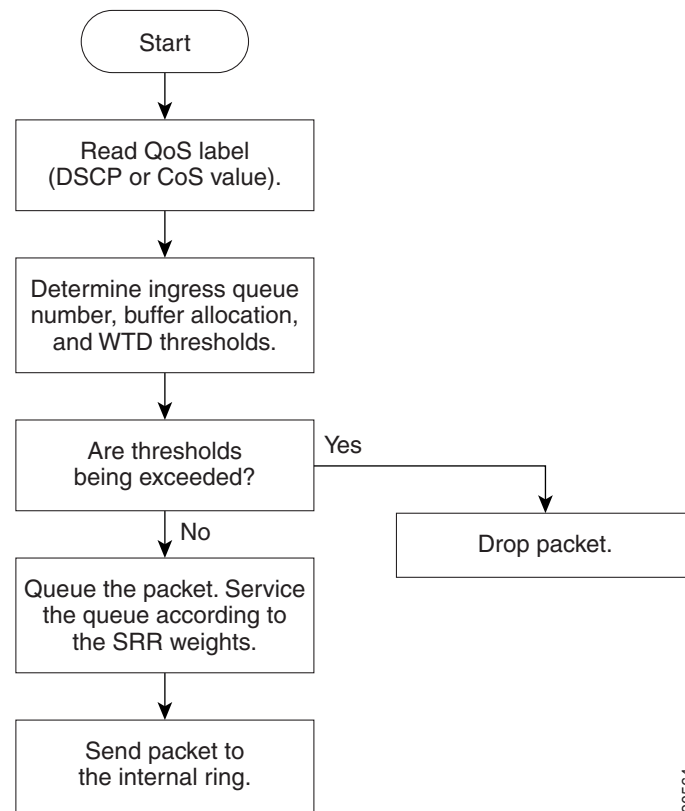 Start
Read QoS label
(DSCP or CoS value).
Determine ingress queue
number, buffer allocation,
and WTD thresholds.
Are thresholds
being exceeded?
Yes
No
Drop packet.
Queue the packet. Service
the queue according to
the SRR weights.
Send packet to
the internal ring.